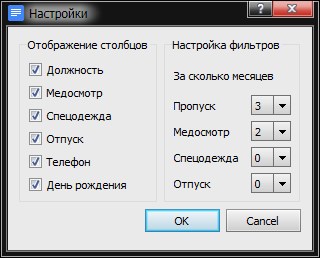 Настройки
Отображение столбцов
Должность
Медосмотр
Спецодежда
Отпуск
Телефон
День рождения
Настройка фильтров
За сколько месяцев
Пропуск 3
Медосмотр 2
Спецодежда 0
Отпуск 0
OK Cancel